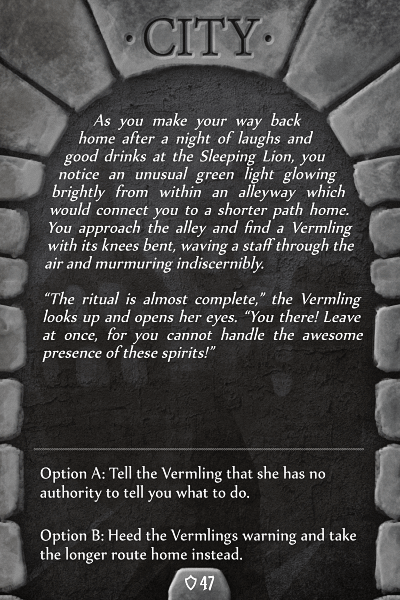 · CITY ·
As you make your way back
home after a night of laughs and
good drinks at the Sleeping Lion, you
notice an unusual green light glowing
brightly from within an alleyway which
would connect you to a shorter path home.
You approach the alley and find a Vermling
with its knees bent, waving a staff through the
air and murmuring indiscernibly.
“The ritual is almost complete,” the Vermling
looks up and opens her eyes. “You there! Leave
at once, for you cannot handle the awesome
presence of these spirits!”
Option A: Tell the Vermling that she has no
authority to tell you what to do.
Option B: Heed the Vermlings warning and take
the longer route home instead.
47